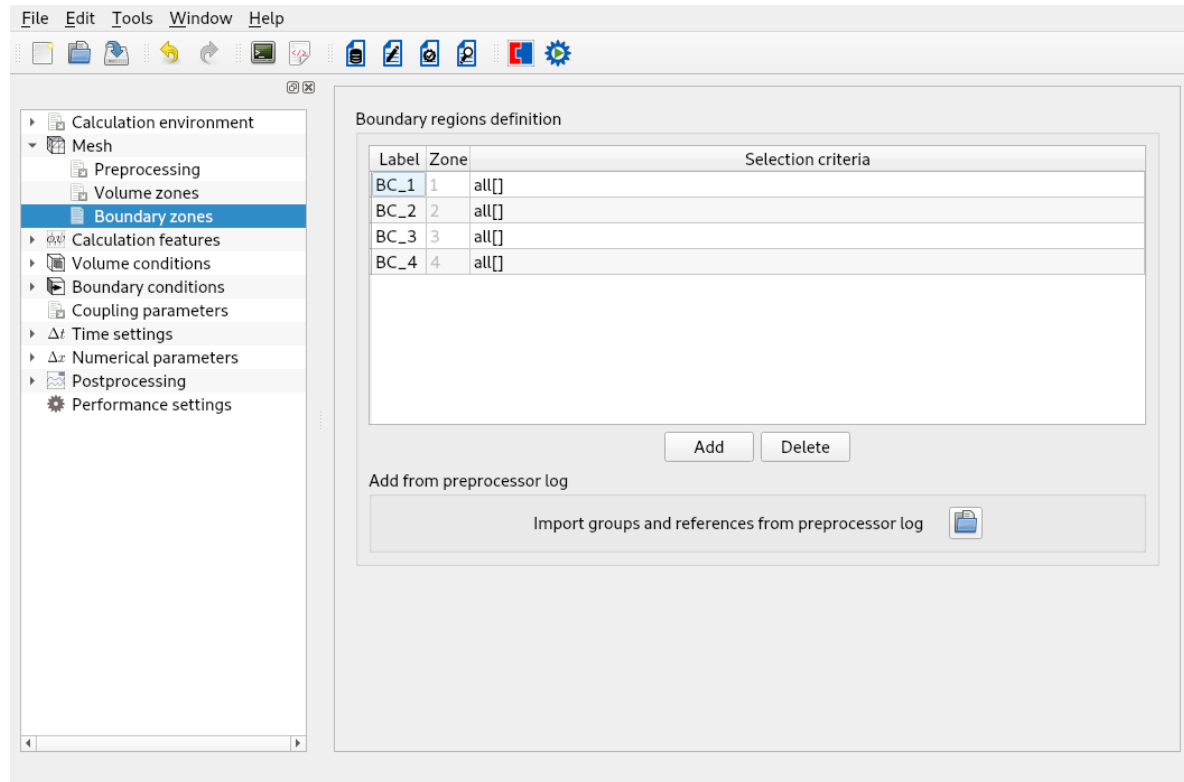 File Edit Tools Window Help
Calculation environment
Mesh
Preprocessing
Volume zones
Boundary zones
Calculation features
Volume conditions
Boundary conditions
Coupling parameters
Δt Time settings
Δx Numerical parameters
Postprocessing
Performance settings
Boundary regions definition
Label Zone Selection criteria
BC_1 1 all[]
BC_2 2 all[]
BC_3 3 all[]
BC_4 4 all[]
Add Delete
Add from preprocessor log
Import groups and references from preprocessor log